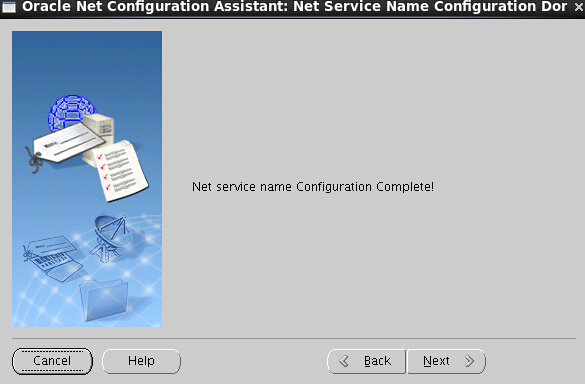 Oracle Net Configuration Assistant: Net Service Name Configuration Dor
Net service name Configuration Complete!
Cancel
Help
Back
Next